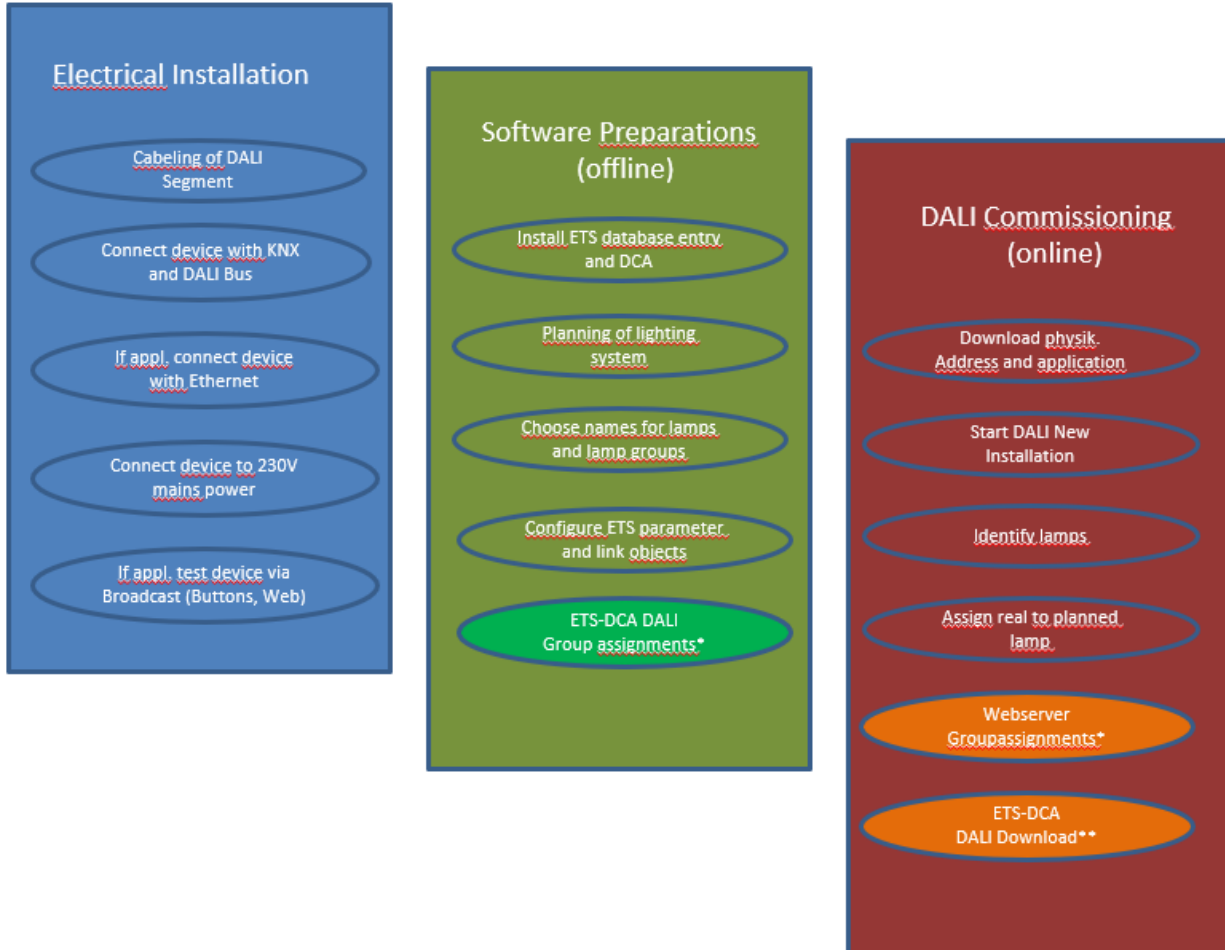 Electrical Installation
Cabeling of DALI
Segment
Connect device with KNX
and DALI Bus
If appl. connect device
with Ethernet
Connect device to 230V
mains power
If appl. test device via
Broadcast (Buttons, Web)
Software Preparations
(offline)
Install ETS database entry
and DCA
Planning of lighting
system
Choose names for lamps
and lamp groups
Configure ETS parameter
and link objects
ETS-DCA DALI
Group assignments*
DALI Commissioning
(online)
Download physik.
Address and application
Start DALI New
Installation
Identify lamps
Assign real to planned
lamp
Webserver
Groupassignments*
ETS-DCA
DALI Download**